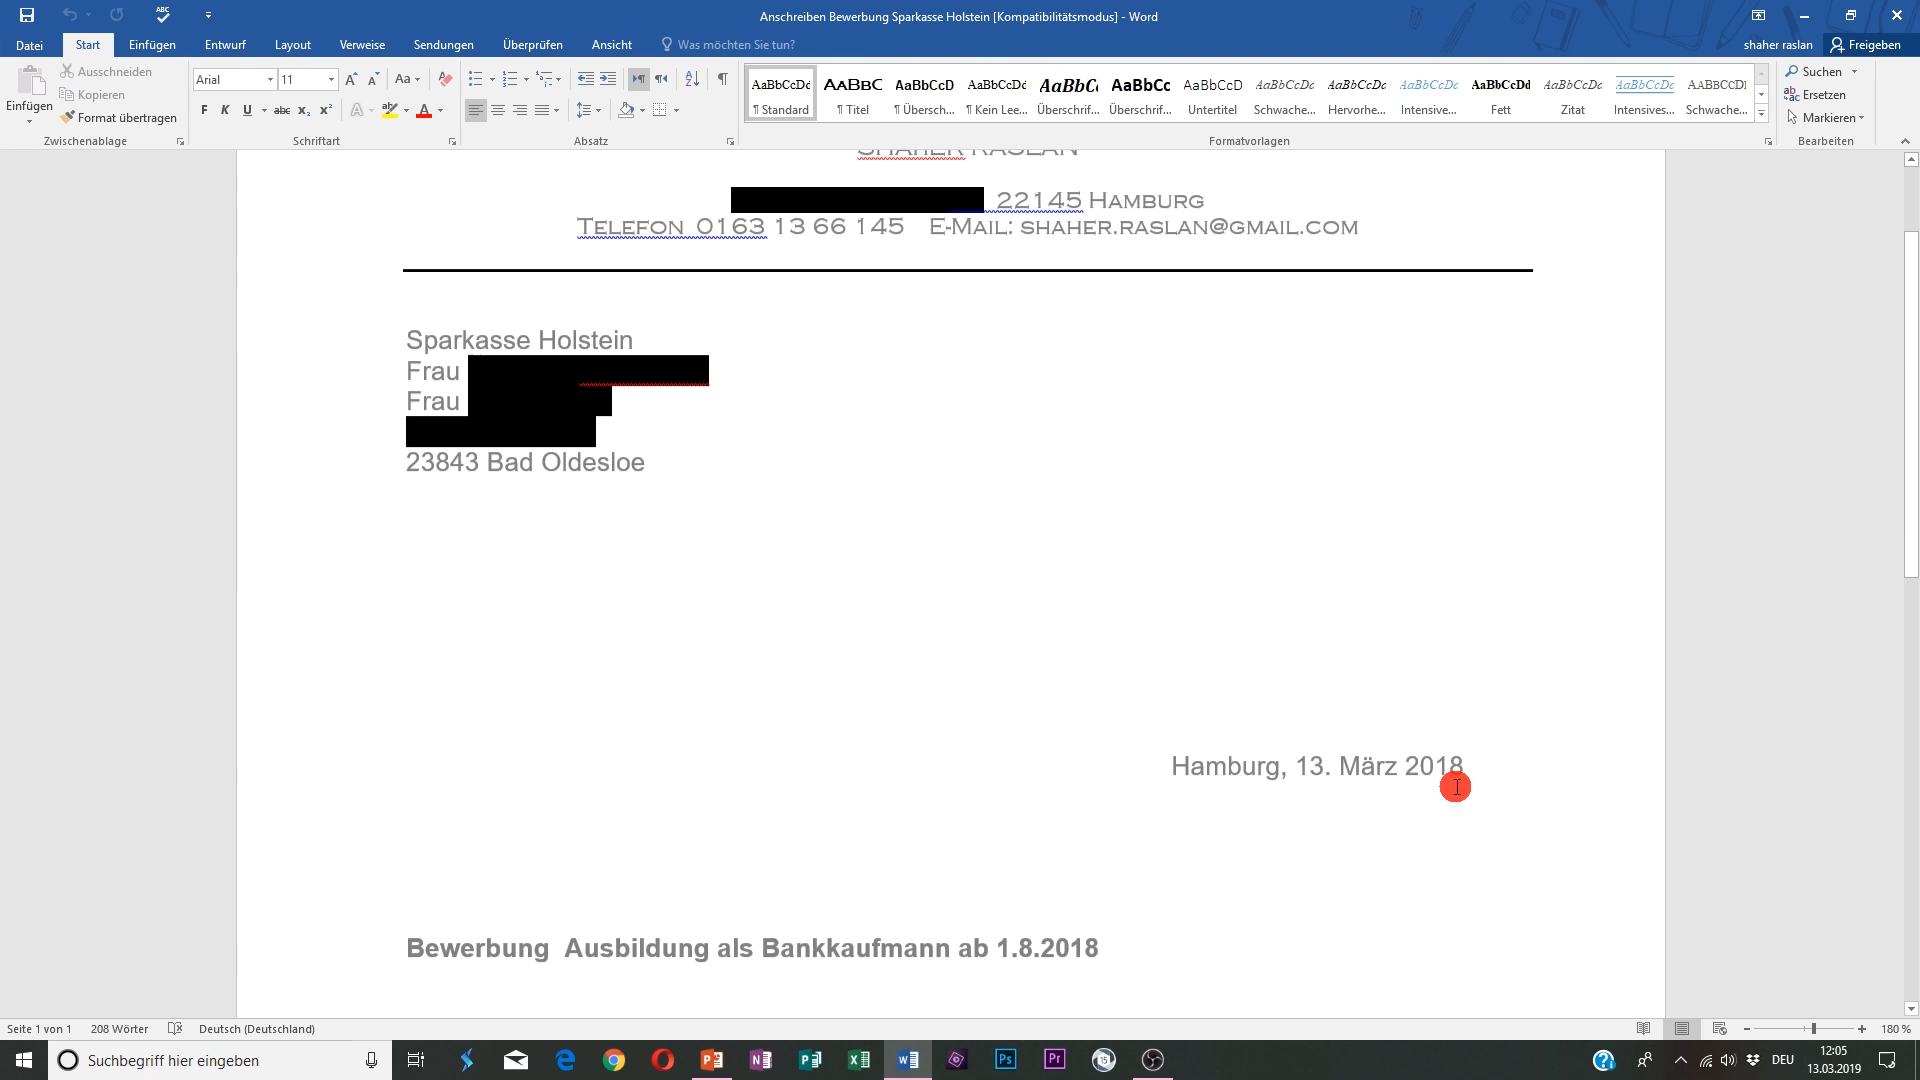 Anschreiben Bewerbung Sparkasse Holstein [Kompatibilitätsmodus] - Word
Datei Start Einfügen Entwurf Layout Verweise Sendungen Überprüfen Ansicht Was möchten Sie tun? shaher raslan Freigeben
Einfügen
Ausschneiden
Kopieren
Format übertragen
Zwischenablage
Arial 11
Schriftart
Absatz
AaBbCcDc AABBC AaBbCcD AaBbCcDd AaBbC AaBbCc AaBbCcD AaBbCcDc AaBbCcDc AaBbCcDc AaBbCcDd AaBbCcDc AaBbCcDc AABBCCDI
¶ Standard ¶ Titel ¶ Übersch... ¶ Kein Lee... Überschrif... Überschrif... Untertitel Schwache... Hervorhe... Intensive... Fett Zitat Intensives... Schwache...
Formatvorlagen
Suchen
Ersetzen
Markieren
Bearbeiten
SHAHER RASLAN
22145 HAMBURG
TELEFON 0163 13 66 145 E-MAIL: SHAHER.RASLAN@GMAIL.COM
Sparkasse Holstein
Frau
Frau
23843 Bad Oldesloe
Hamburg, 13. März 2018
Bewerbung Ausbildung als Bankkaufmann ab 1.8.2018
Seite 1 von 1 208 Wörter Deutsch (Deutschland) 180 %
Suchbegriff hier eingeben
DEU
12:05
13.03.2019